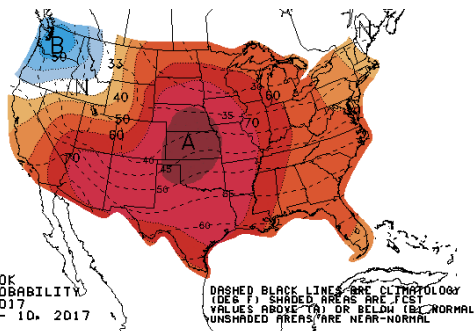 B
50
N
N
33
40
50
60
60
35
70
A
70
40
45
50
65
60
OK
OBABILITY
017
- 10, 2017
DASHED BLACK LINES ARE CLIMATOLOGY
(DEG F) SHADED AREAS ARE FCST
VALUES ABOVE (A) OR BELOW (B) NORMAL
UNSHADED AREAS ARE NEAR-NORMAL